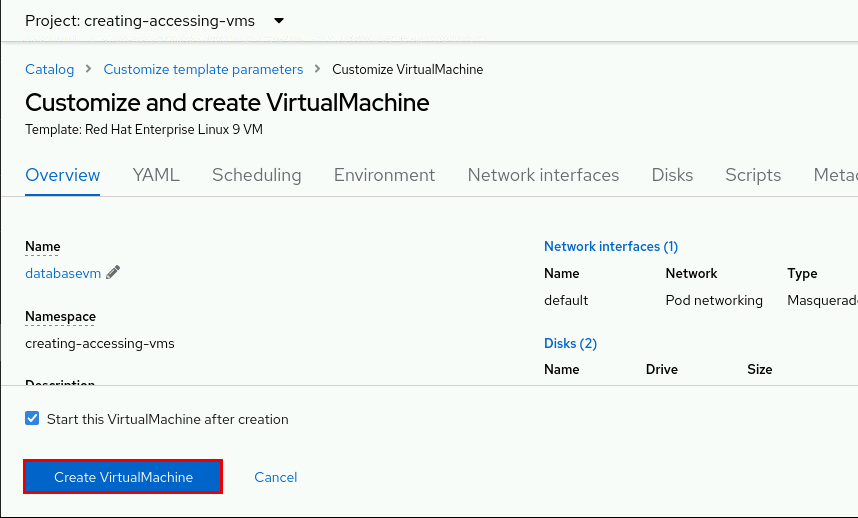 Project: creating-accessing-vms
Catalog > Customize template parameters > Customize VirtualMachine
Customize and create VirtualMachine
Template: Red Hat Enterprise Linux 9 VM
Overview YAML Scheduling Environment Network interfaces Disks Scripts Metad
Name
databasevm
Namespace
creating-accessing-vms
Description
Network interfaces (1)
Name Network Type
default Pod networking Masquerade
Disks (2)
Name Drive Size
Start this VirtualMachine after creation
Create VirtualMachine Cancel